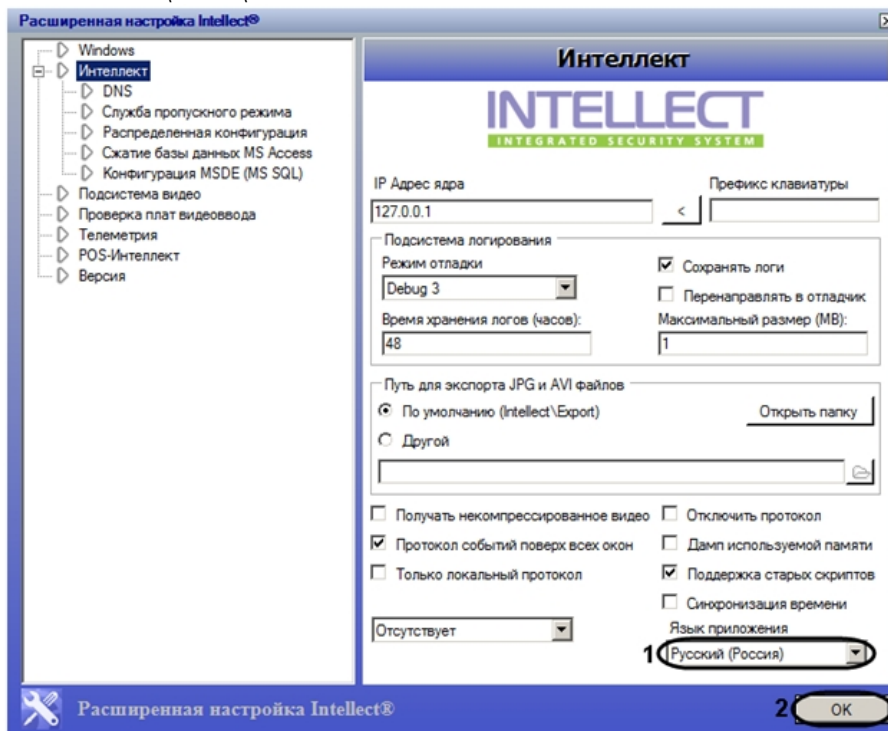 Расширенная настройка Intellect®
Windows
Интеллект
DNS
Служба пропускного режима
Распределенная конфигурация
Сжатие базы данных MS Access
Конфигурация MSDE (MS SQL)
Подсистема видео
Проверка плат видеоввода
Телеметрия
POS-Интеллект
Версия
Интеллект
INTELLECT
INTEGRATED SECURITY SYSTEM
IP Адрес ядра
Префикс клавиатуры
127.0.0.1
<
Подсистема логирования
Режим отладки
Сохранять логи
Debug 3
Перенаправлять в отладчик
Время хранения логов (часов):
Максимальный размер (MB):
48
1
Путь для экспорта JPG и AVI файлов
По умолчанию (Intellect\Export)
Открыть папку
Другой
Получать некомпрессированное видео
Отключить протокол
Протокол событий поверх всех окон
Дамп используемой памяти
Только локальный протокол
Поддержка старых скриптов
Синхронизация времени
Отсутствует
Язык приложения
1
Русский (Россия)
Расширенная настройка Intellect®
2
OK